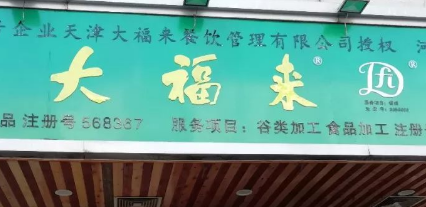 企业天津大福来餐饮管理有限公司授权 河
大福来®
品 注册号568367 服务项目：谷类加工 食品加工 注册